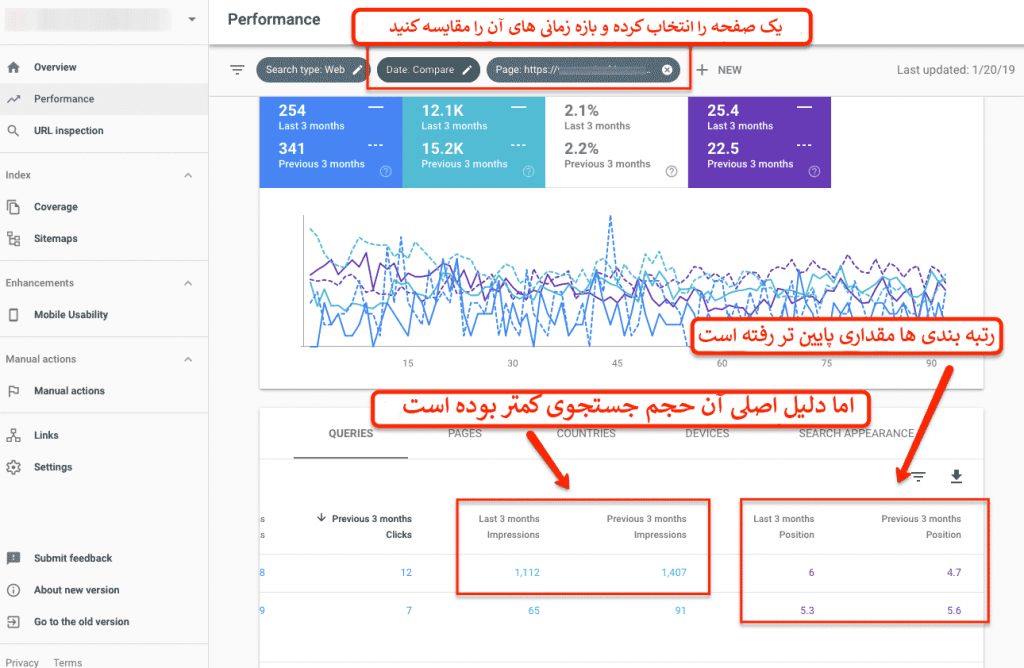 Performance
یک صفحه را انتخاب کرده و بازه زمانی های آن را مقایسه کنید
Overview
Performance
URL inspection
Index
Coverage
Sitemaps
Enhancements
Mobile Usability
Manual actions
Manual actions
Links
Settings
Submit feedback
About new version
Go to the old version
Privacy Terms
Search type: Web
Date: Compare
Page: https://
NEW
Last updated: 1/20/19
254
Last 3 months
341
Previous 3 months
12.1K
Last 3 months
15.2K
Previous 3 months
2.1%
Last 3 months
2.2%
Previous 3 months
25.4
Last 3 months
22.5
Previous 3 months
رتبه بندی ها مقداری پایین تر رفته است
15 30 45 60 75 90
اما دلیل اصلی آن حجم جستجوی کمتر بوده است
QUERIES PAGES COUNTRIES DEVICES SEARCH APPEARANCE
Previous 3 months Last 3 months Previous 3 months Last 3 months Previous 3 months
Clicks Impressions Impressions Position Position
8 12 1,112 1,407 6 4.7
9 7 65 91 5.3 5.6